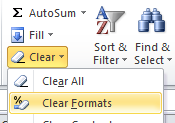 Σ AutoSum
Fill
Clear
Sort & Filter
Find & Select
Clear All
Clear Formats